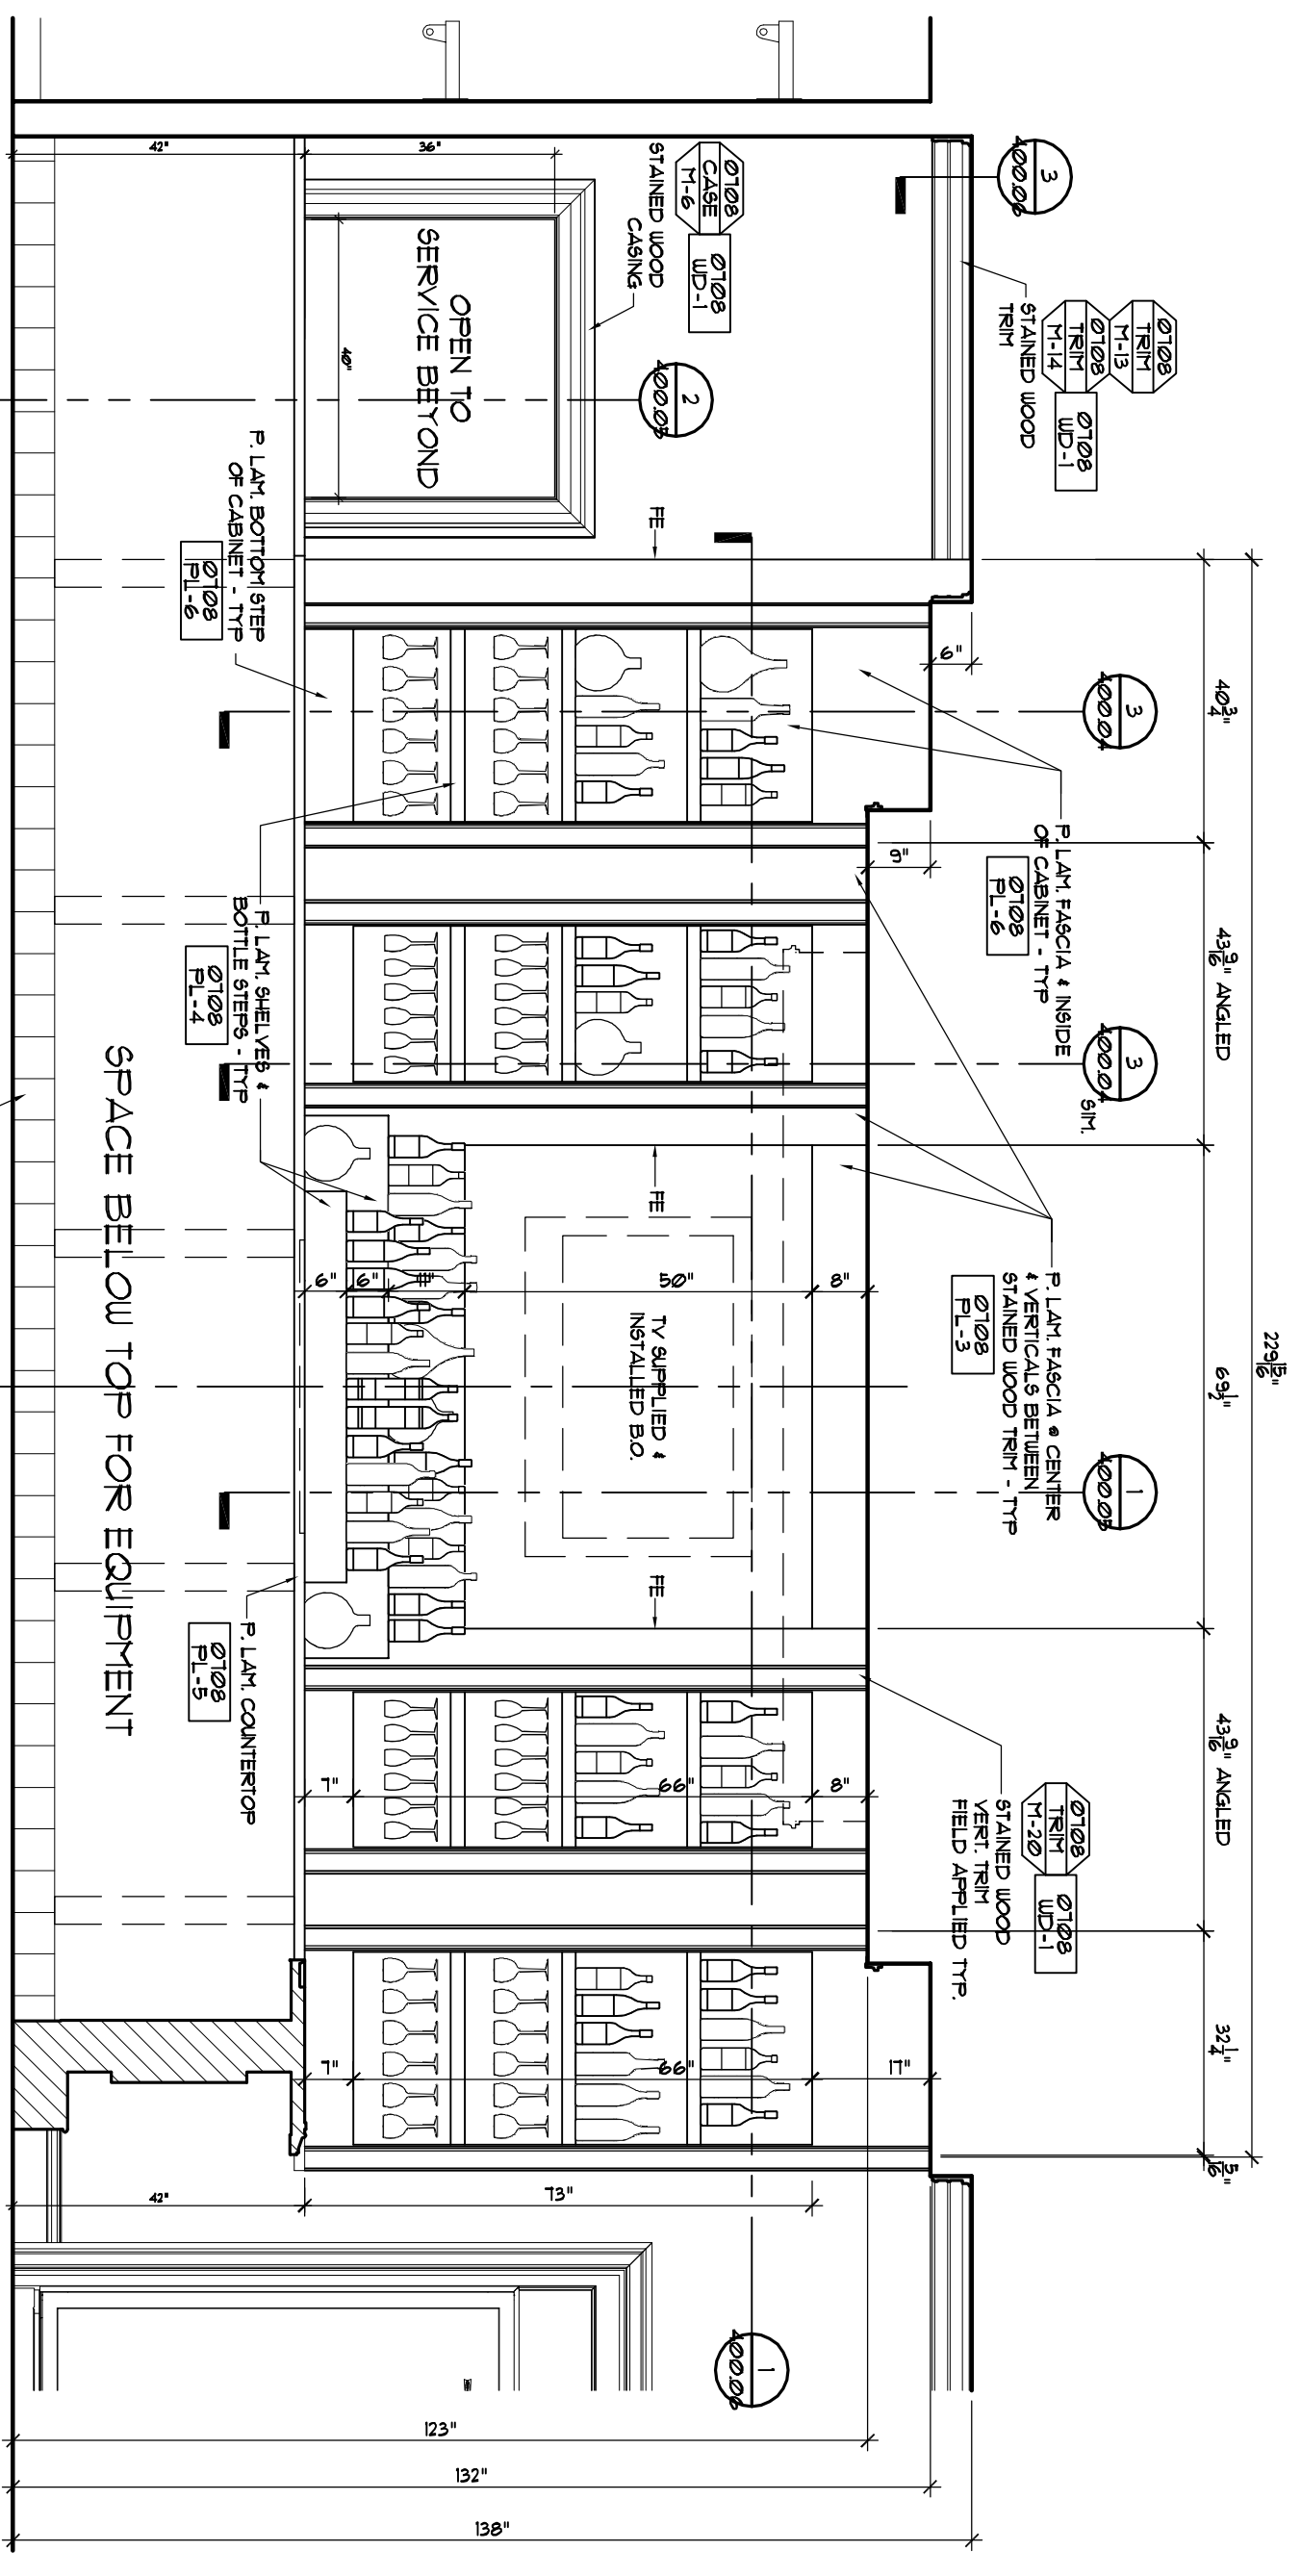 229 15/16"
40 3/4"
43 9/16" ANGLED
69 1/2"
43 9/16" ANGLED
32 1/4"
5/16"
0708
TRIM
M-13
0708
TRIM
M-14
0708
WD-1
STAINED WOOD
TRIM
3
400.06
3
400.04
3
400.04
SIM.
1
400.05
P. LAM. FASCIA & INSIDE
OF CABINET - TYP
0708
PL-6
P. LAM. FASCIA @ CENTER
& VERTICALS BETWEEN
STAINED WOOD TRIM - TYP
0708
PL-3
0708
TRIM
M-20
0708
WD-1
STAINED WOOD
VERT. TRIM
FIELD APPLIED TYP.
6"
9"
0708
CASE
M-6
0708
WD-1
STAINED WOOD
CASING
2
400.05
FE
FE
FE
TV SUPPLIED &
INSTALLED B.O.
OPEN TO
SERVICE BEYOND
36"
40"
42"
8"
50"
11"
6"
6"
8"
66"
7"
17"
66"
7"
73"
42"
1
400.06
123"
132"
138"
P. LAM. BOTTOM STEP
OF CABINET - TYP
0708
PL-6
P. LAM. SHELVES &
BOTTLE STEPS - TYP
0708
PL-4
P. LAM. COUNTERTOP
0708
PL-5
SPACE BELOW TOP FOR EQUIPMENT